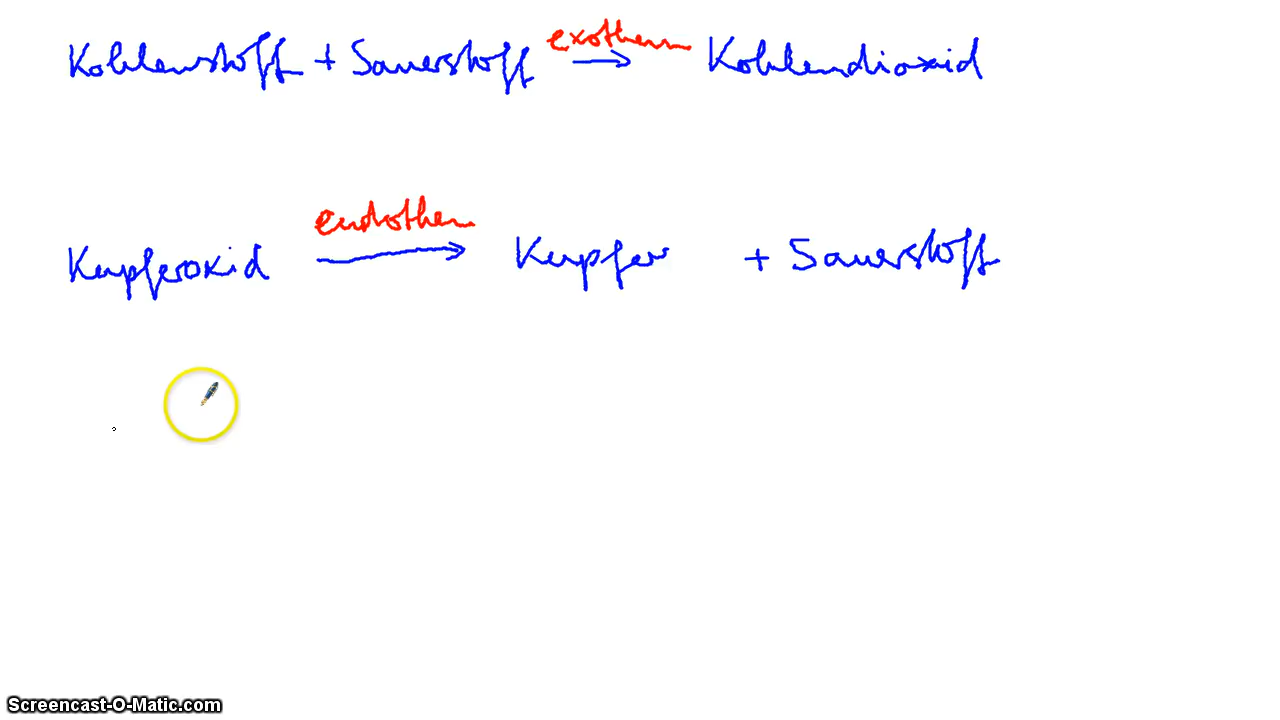 Kohlenstoff + Sauerstoff exotherm → Kohlendioxid
endotherm
Kupferoxid → Kupfer + Sauerstoff
Screencast-O-Matic.com